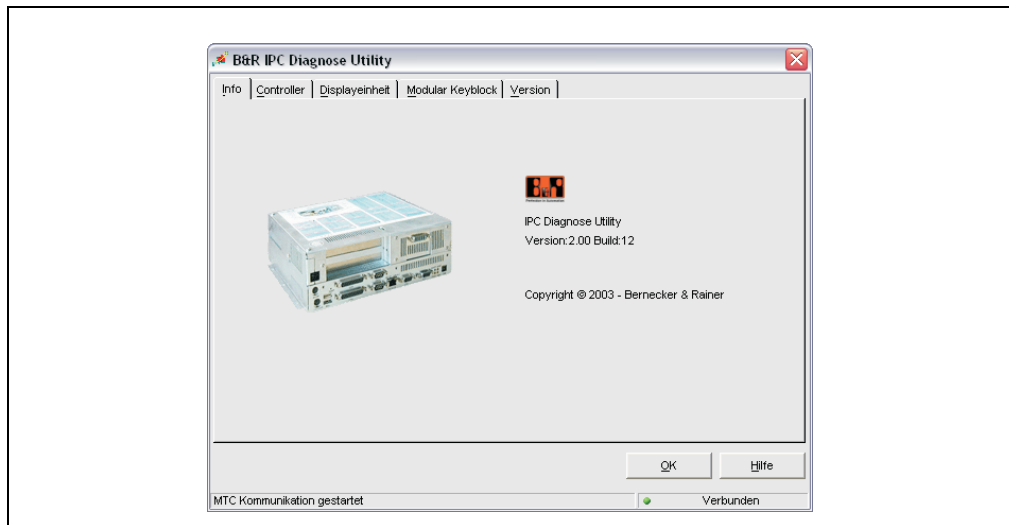 B&R IPC Diagnose Utility
Info Controller Displayeinheit Modular Keyblock Version
B&R
IPC Diagnose Utility
Version:2.00 Build:12
Copyright © 2003 - Bernecker & Rainer
OK Hilfe
MTC Kommunikation gestartet Verbunden